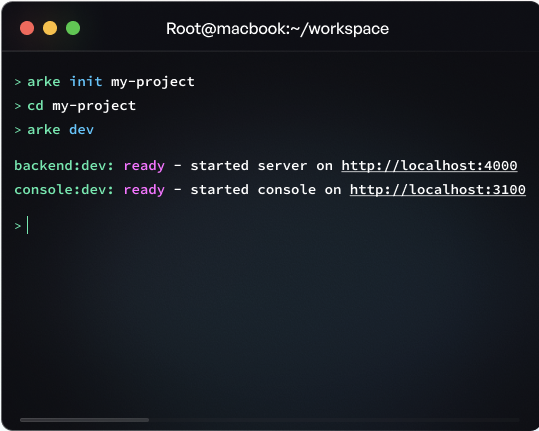 Root@macbook:~/workspace
> arke init my-project
> cd my-project
> arke dev
backend:dev: ready - started server on http://localhost:4000
console:dev: ready - started console on http://localhost:3100
>